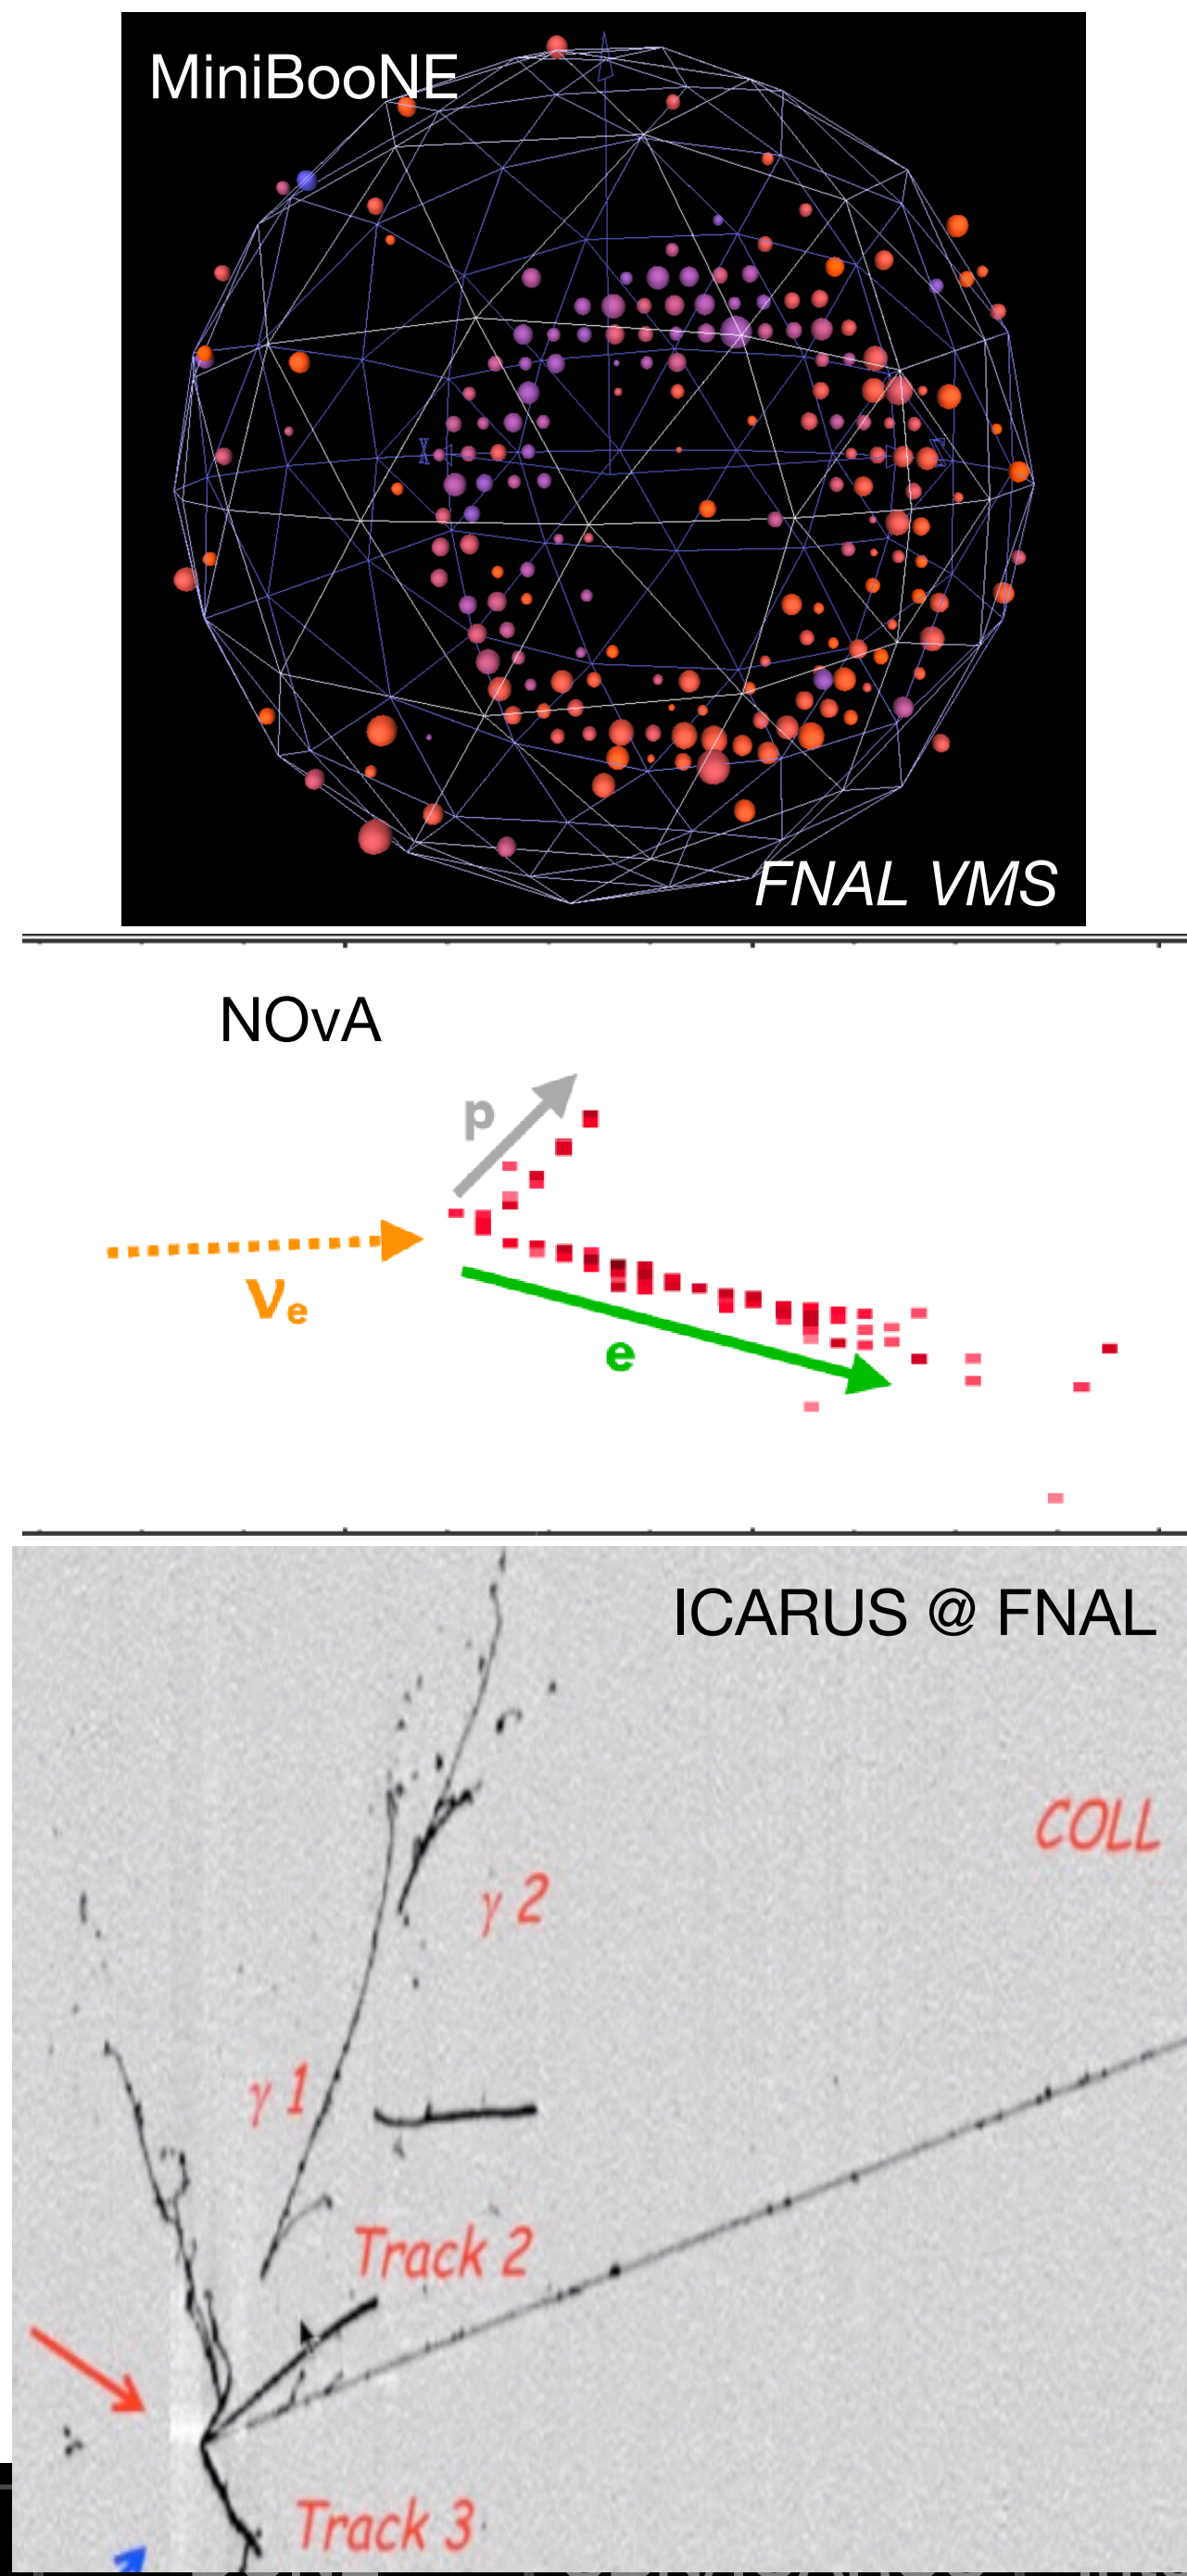 MiniBooNE
FNAL VMS
NOvA
p
νe
e
ICARUS @ FNAL
COLL
γ 2
γ 1
Track 2
Track 3